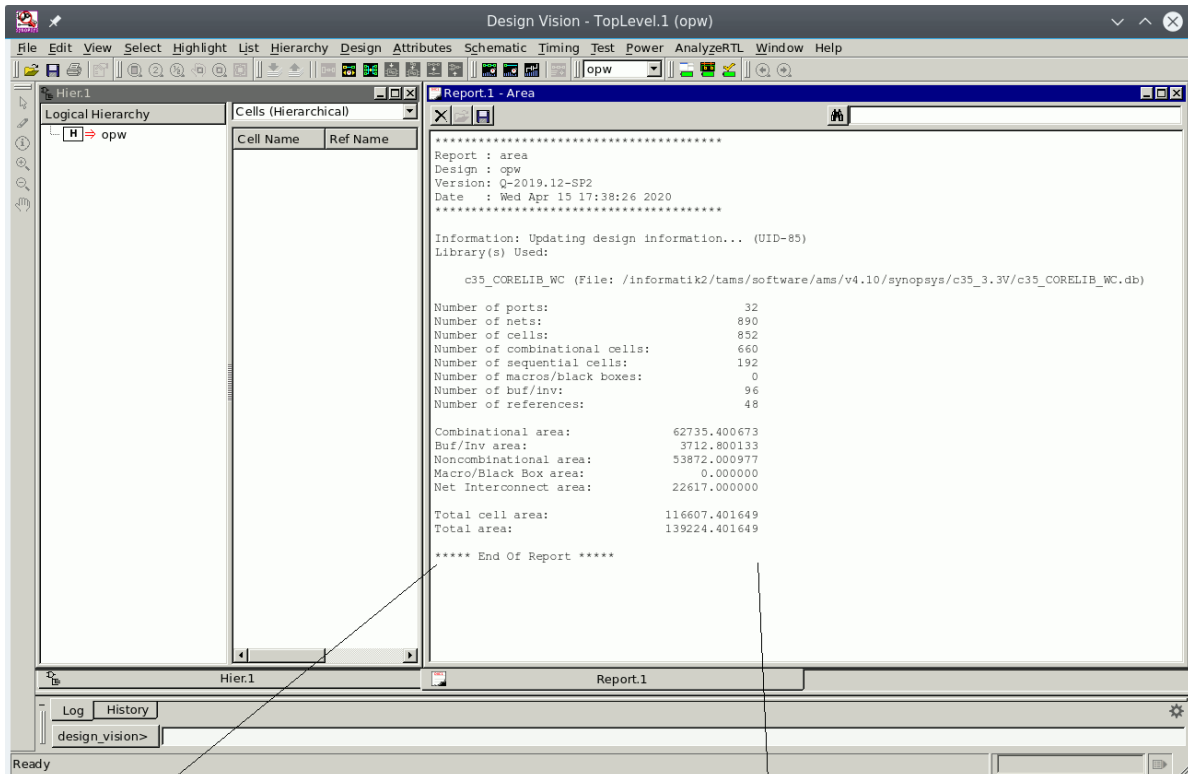 Design Vision - TopLevel.1 (opw)
File Edit View Select Highlight List Hierarchy Design Attributes Schematic Timing Test Power AnalyzeRTL Window Help
opw
Hier.1
Logical Hierarchy
H opw
Cells (Hierarchical)
Cell Name Ref Name
Report.1 - Area
****************************************
Report : area
Design : opw
Version: Q-2019.12-SP2
Date : Wed Apr 15 17:38:26 2020
****************************************
Information: Updating design information... (UID-85)
Library(s) Used:
c35_CORELIB_WC (File: /informatik2/tams/software/ams/v4.10/synopsys/c35_3.3V/c35_CORELIB_WC.db)
Number of ports: 32
Number of nets: 890
Number of cells: 852
Number of combinational cells: 660
Number of sequential cells: 192
Number of macros/black boxes: 0
Number of buf/inv: 96
Number of references: 48
Combinational area: 62735.400673
Buf/Inv area: 3712.800133
Noncombinational area: 53872.000977
Macro/Black Box area: 0.000000
Net Interconnect area: 22617.000000
Total cell area: 116607.401649
Total area: 139224.401649
***** End Of Report *****
Hier.1
Report.1
Log History
design_vision>
Ready